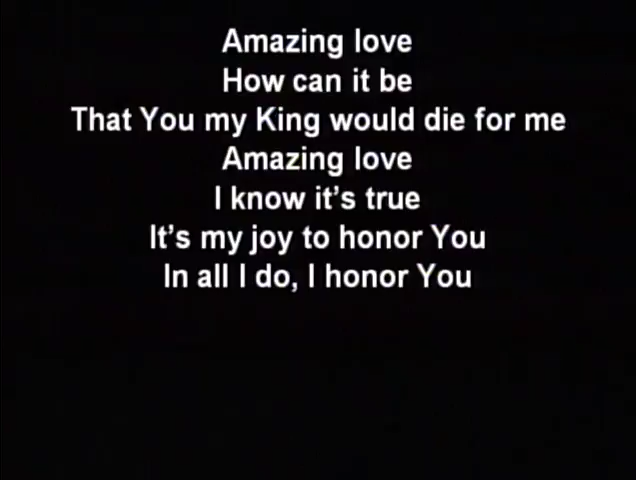 Amazing love
How can it be
That You my King would die for me
Amazing love
I know it’s true
It’s my joy to honor You
In all I do, I honor You